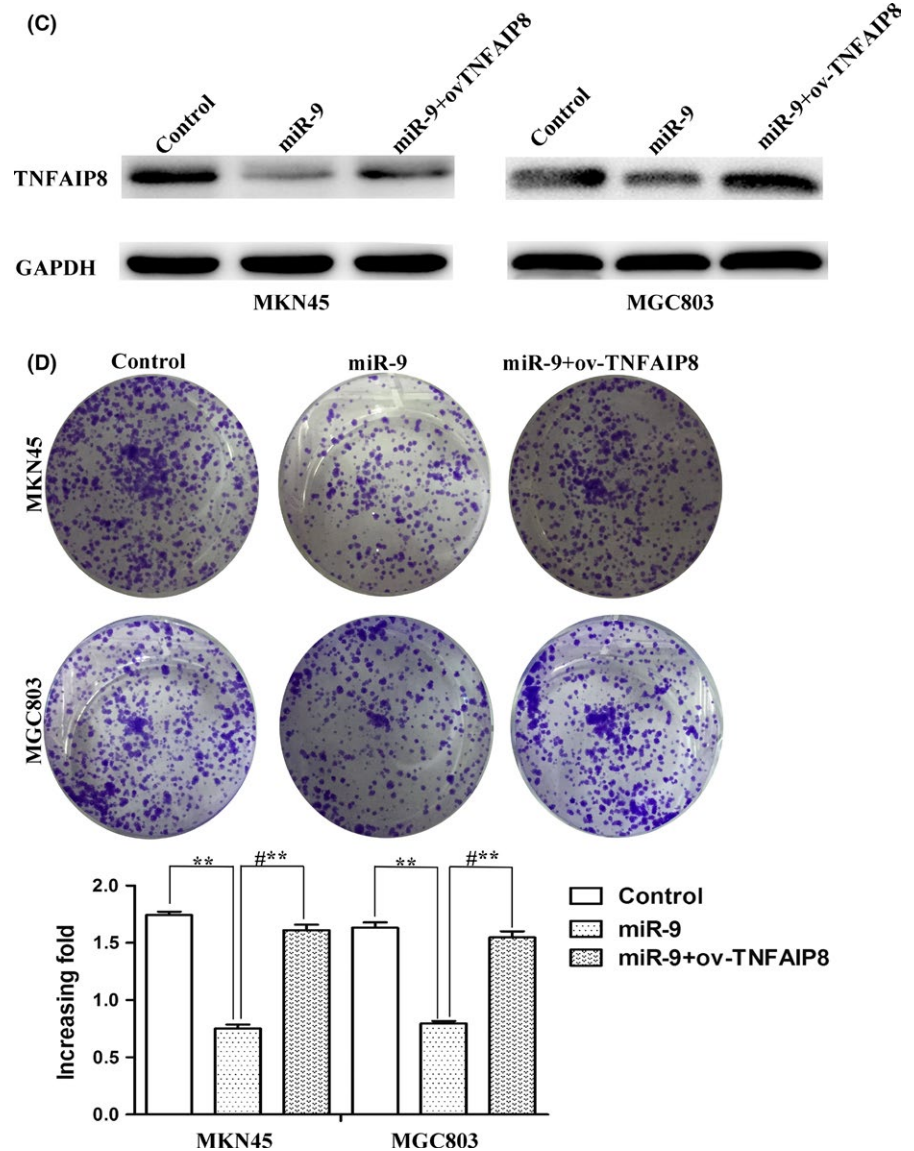 (C)
Control miR-9 miR-9+ovTNFAIP8 Control miR-9 miR-9+ov-TNFAIP8
TNFAIP8
GAPDH
MKN45 MGC803
(D) Control miR-9 miR-9+ov-TNFAIP8
MKN45
MGC803
** #** ** #**
2.0
1.5
1.0
0.5
0.0
Increasing fold
MKN45 MGC803
Control
miR-9
miR-9+ov-TNFAIP8